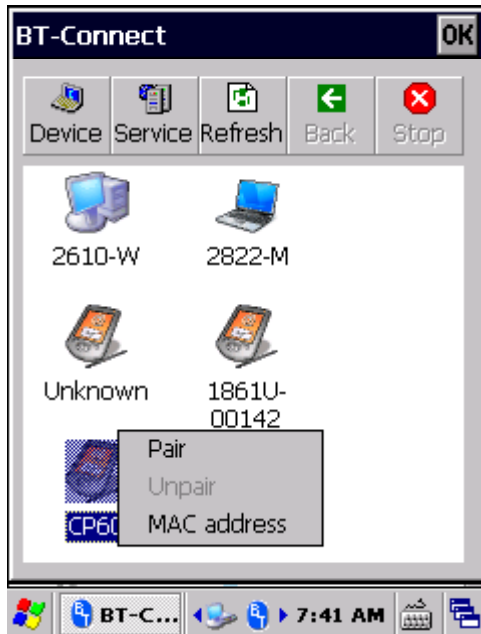 BT-Connect OK
Device Service Refresh Back Stop
2610-W 2822-M
Unknown 1861U-
00142
Pair
Unpair
CP60 MAC address
BT-C... 7:41 AM